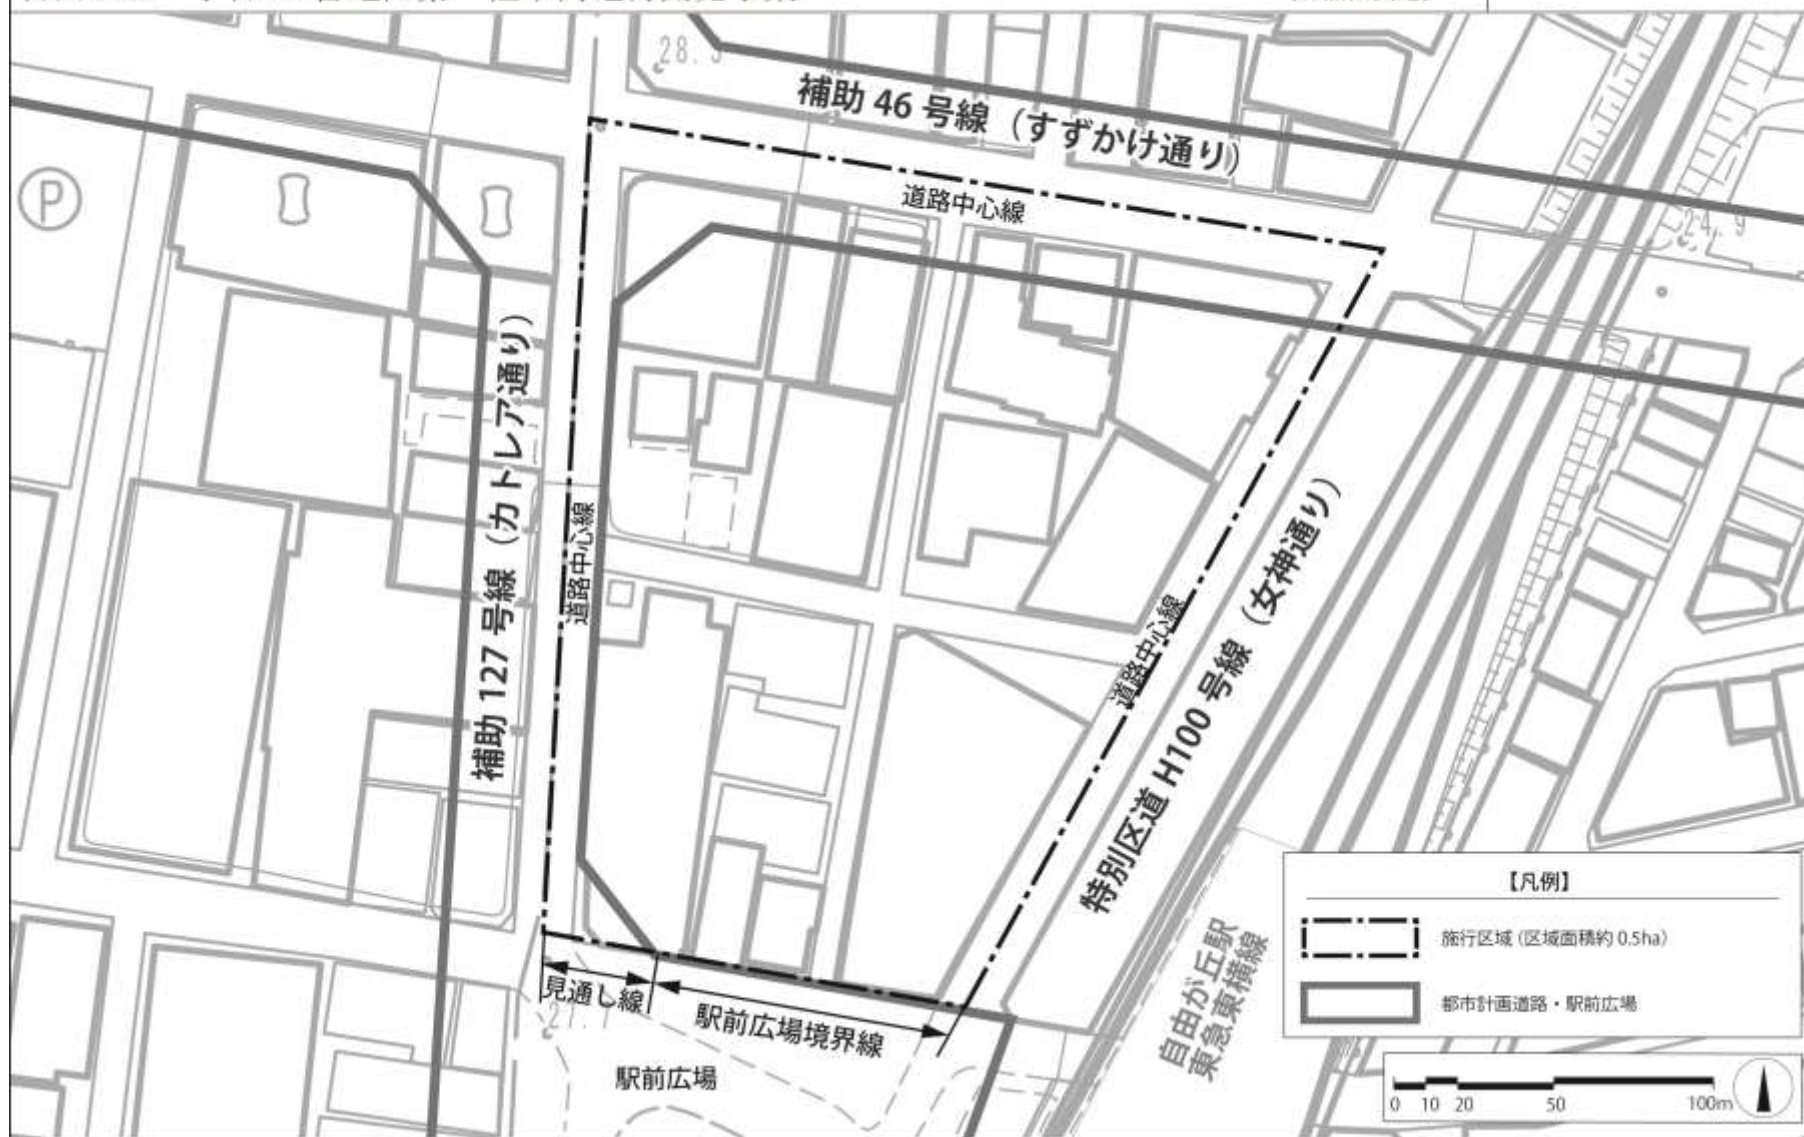 補助 46 号線 (すずかけ通り)
道路中心線
P
補助 127 号線 (カトレア通り)
道路中心線
道路中心線
特別区道 H100 号線 (女神通り)
見通し線
駅前広場境界線
駅前広場
自由が丘駅
東急東横線
【凡例】
施行区域 (区域面積約 0.5ha)
都市計画道路・駅前広場
0 10 20 50 100m
24.9